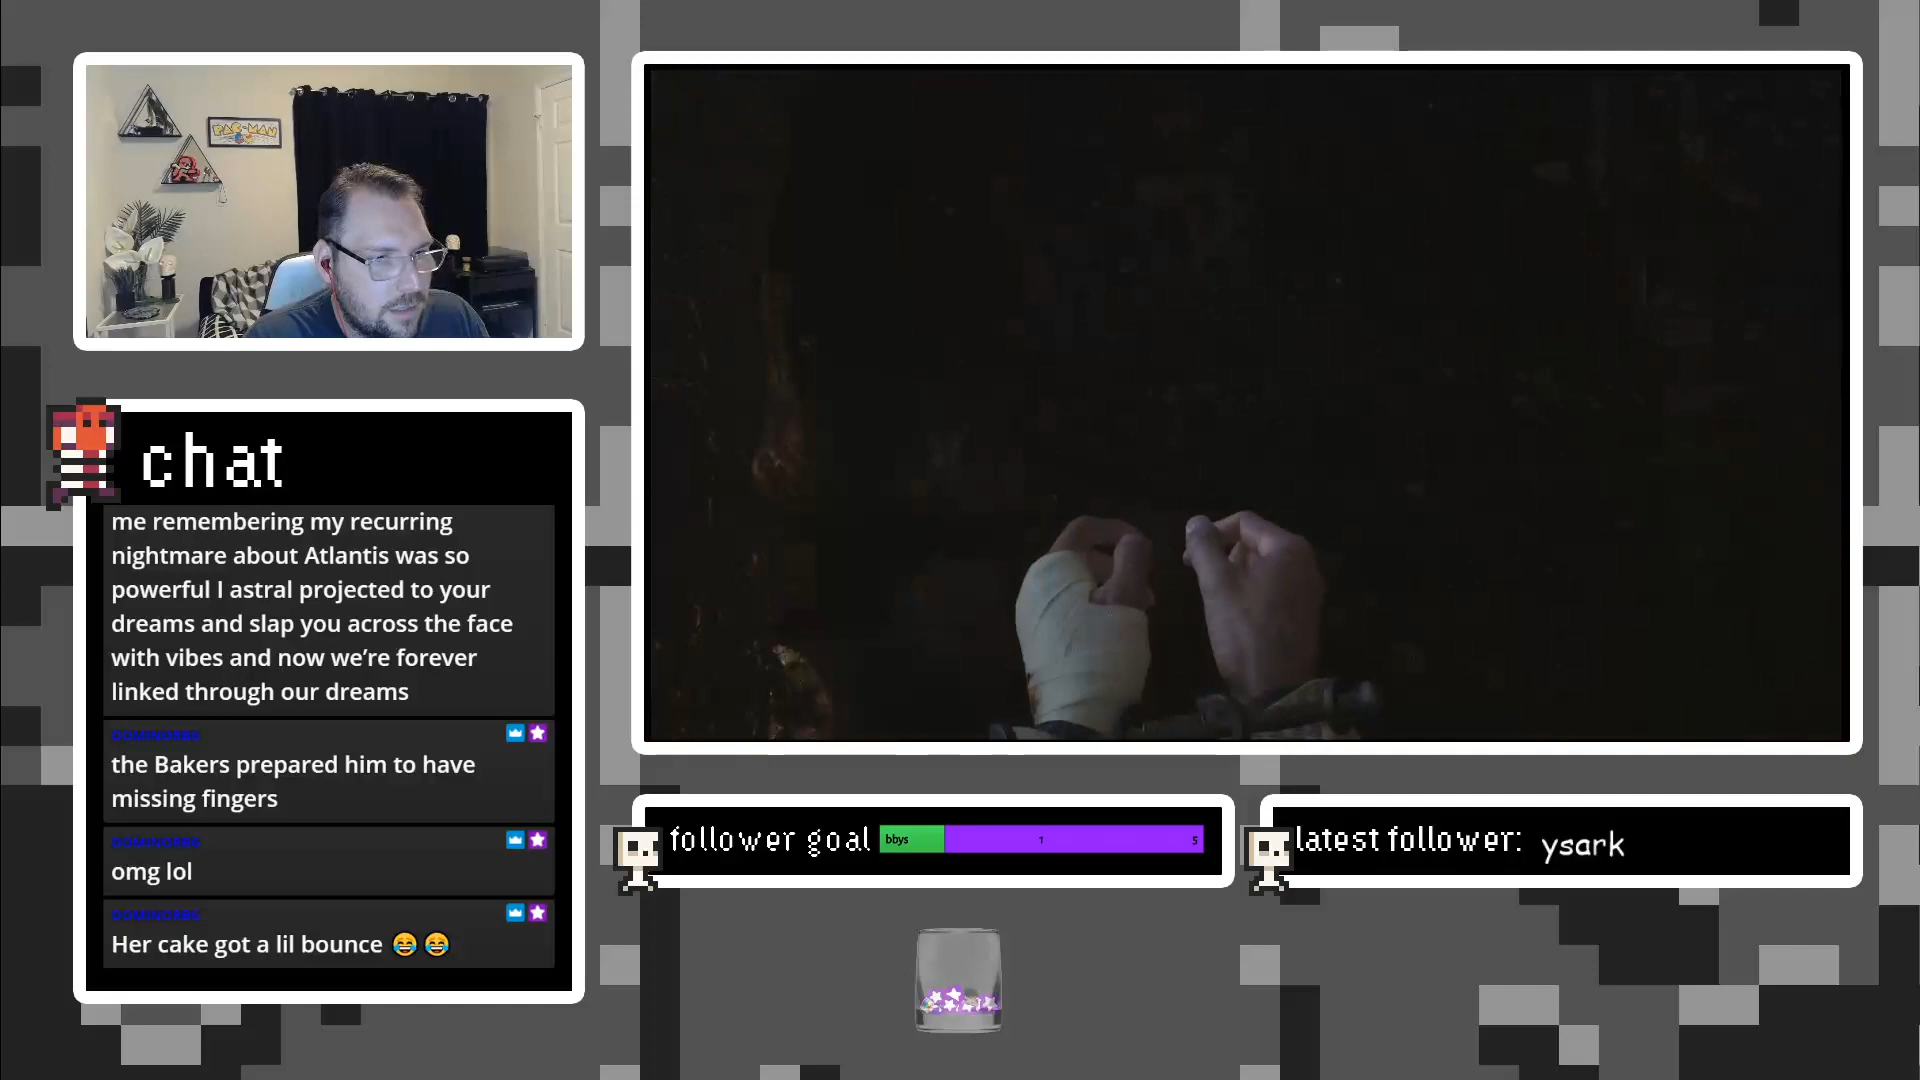 PAC-MAN
chat
me remembering my recurring
nightmare about Atlantis was so
powerful I astral projected to your
dreams and slap you across the face
with vibes and now we’re forever
linked through our dreams
the Bakers prepared him to have
missing fingers
omg lol
Her cake got a lil bounce 😂 😂
follower goal
bbys 1 5
latest follower: ysark